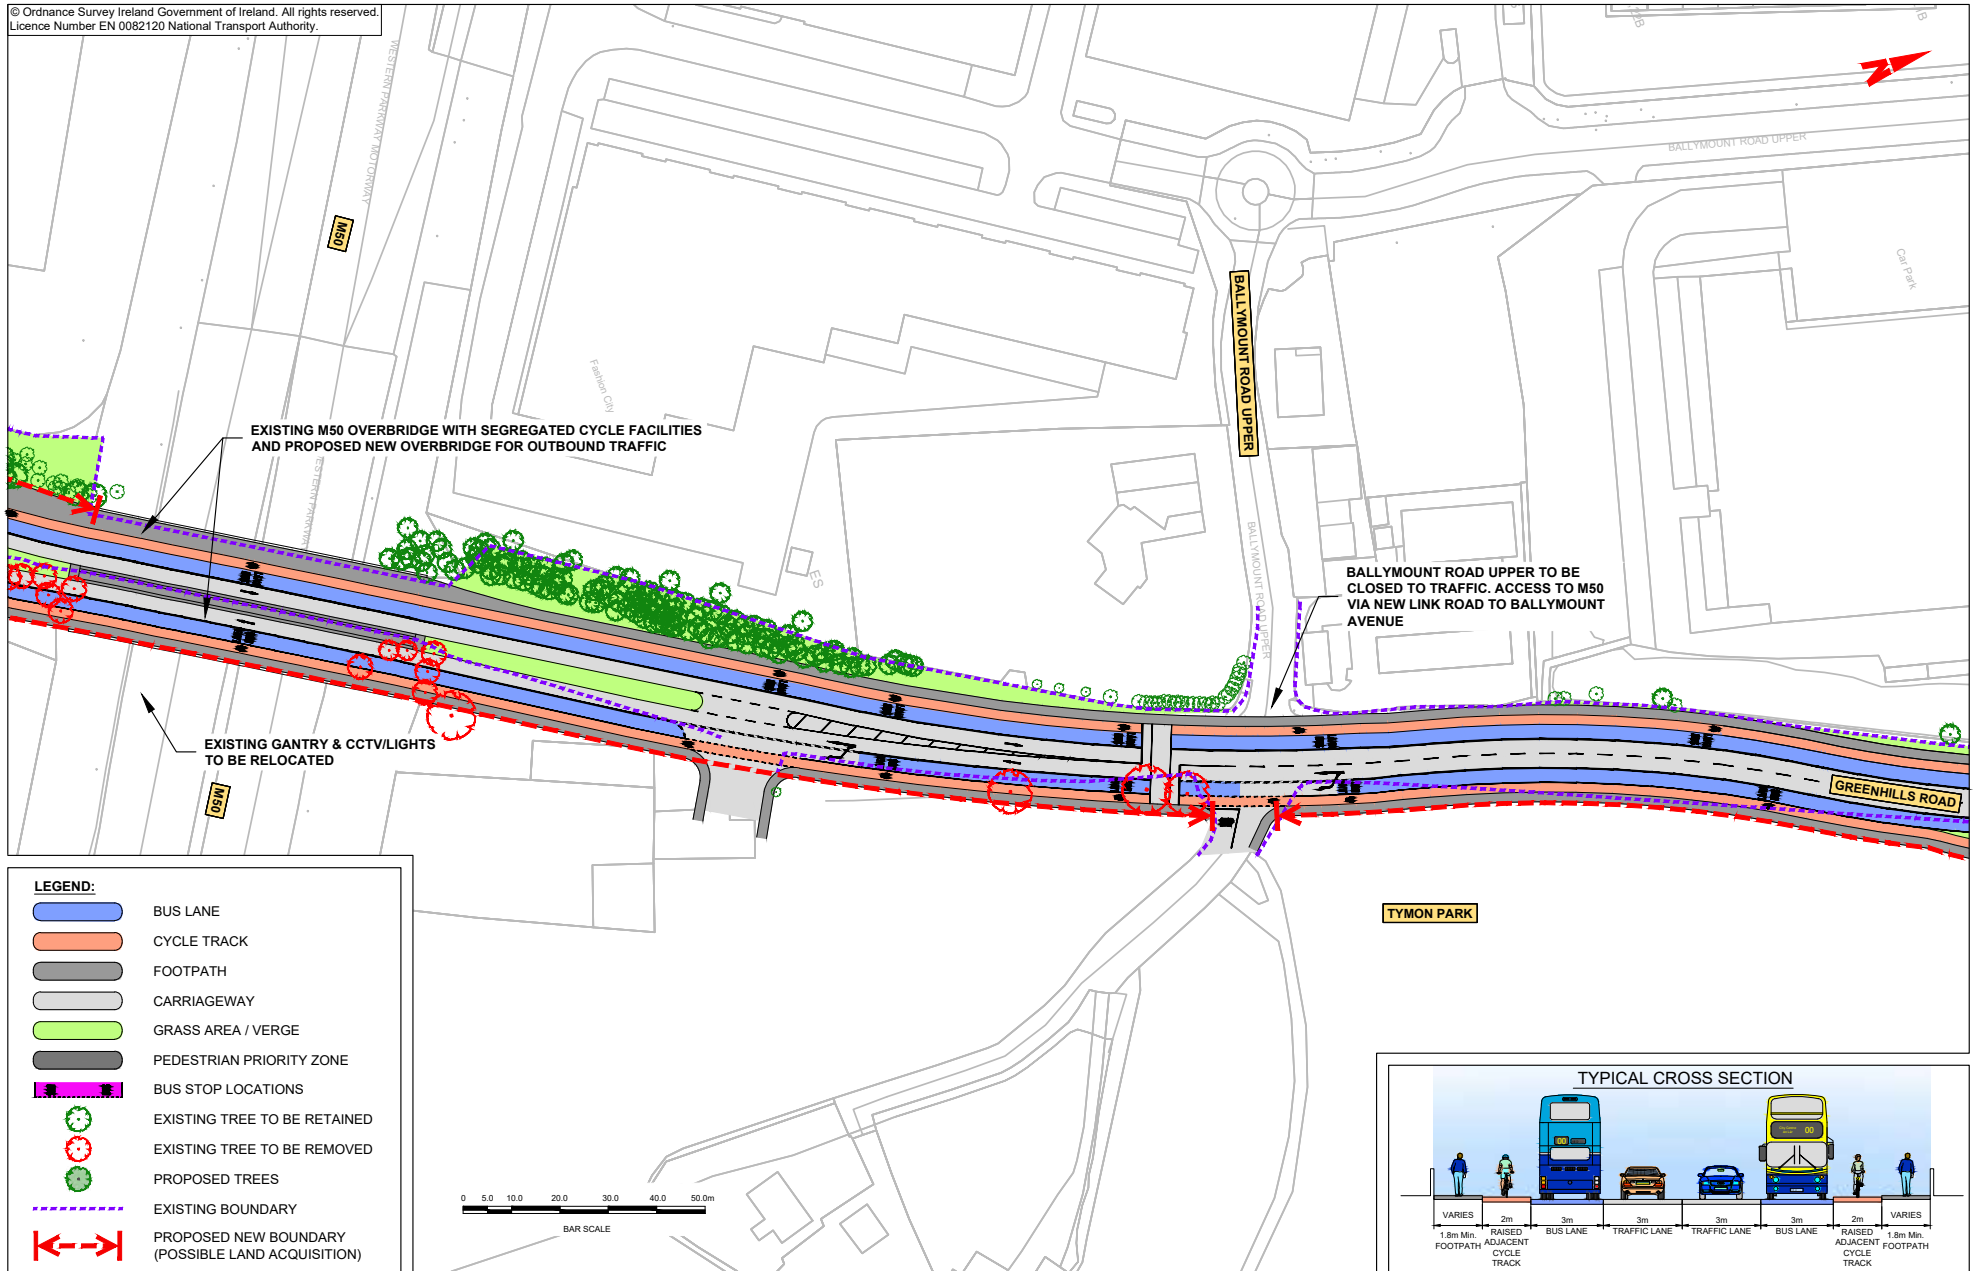 © Ordnance Survey Ireland Government of Ireland. All rights reserved.
Licence Number EN 0082120 National Transport Authority.
WESTERN PARKWAY MOTORWAY
M50
BALLYMOUNT ROAD UPPER
BALLYMOUNT ROAD UPPER
Car Park
Fashion City
EXISTING M50 OVERBRIDGE WITH SEGREGATED CYCLE FACILITIES
AND PROPOSED NEW OVERBRIDGE FOR OUTBOUND TRAFFIC
ES
BALLYMOUNT ROAD UPPER
BALLYMOUNT ROAD UPPER TO BE
CLOSED TO TRAFFIC. ACCESS TO M50
VIA NEW LINK ROAD TO BALLYMOUNT
AVENUE
EXISTING GANTRY & CCTV/LIGHTS
TO BE RELOCATED
M50
GREENHILLS ROAD
TYMON PARK
LEGEND:
BUS LANE
CYCLE TRACK
FOOTPATH
CARRIAGEWAY
GRASS AREA / VERGE
PEDESTRIAN PRIORITY ZONE
BUS STOP LOCATIONS
EXISTING TREE TO BE RETAINED
EXISTING TREE TO BE REMOVED
PROPOSED TREES
EXISTING BOUNDARY
PROPOSED NEW BOUNDARY
(POSSIBLE LAND ACQUISITION)
0 5.0 10.0 20.0 30.0 40.0 50.0m
BAR SCALE
TYPICAL CROSS SECTION
00
00
VARIES
1.8m Min.
FOOTPATH
2m
RAISED
ADJACENT
CYCLE
TRACK
3m
BUS LANE
3m
TRAFFIC LANE
3m
TRAFFIC LANE
3m
BUS LANE
2m
RAISED
ADJACENT
CYCLE
TRACK
VARIES
1.8m Min.
FOOTPATH